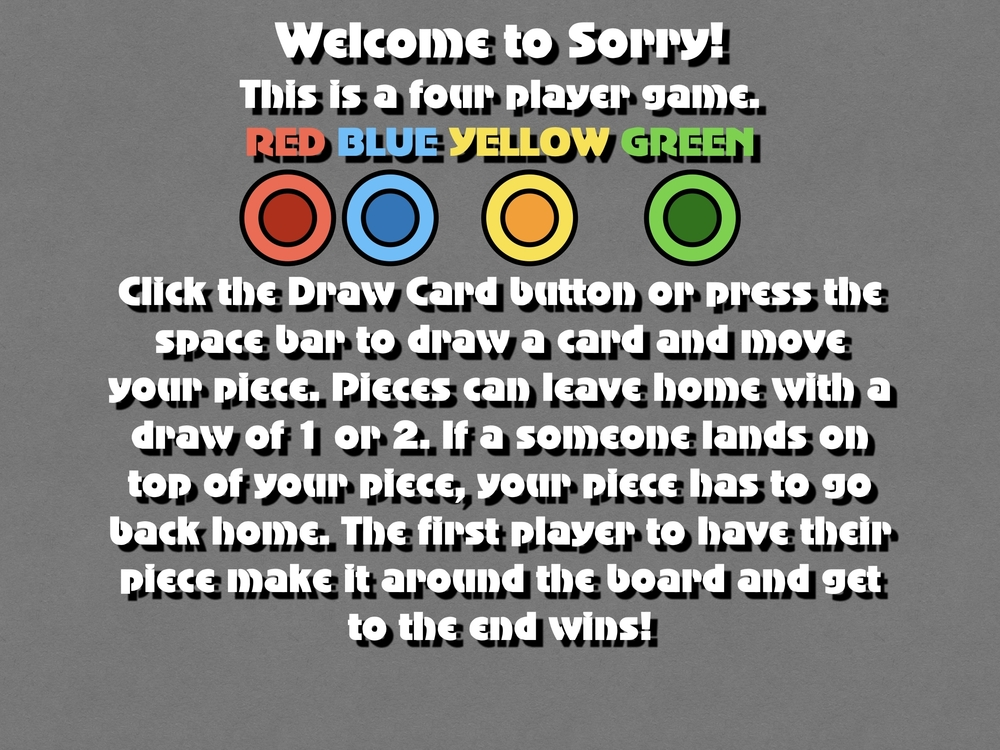 Welcome to Sorry!
This is a four player game.
RED BLUE YELLOW GREEN
Click the Draw Card button or press the
space bar to draw a card and move
your piece. Pieces can leave home with a
draw of 1 or 2. If a someone lands on
top of your piece, your piece has to go
back home. The first player to have their
piece make it around the board and get
to the end wins!